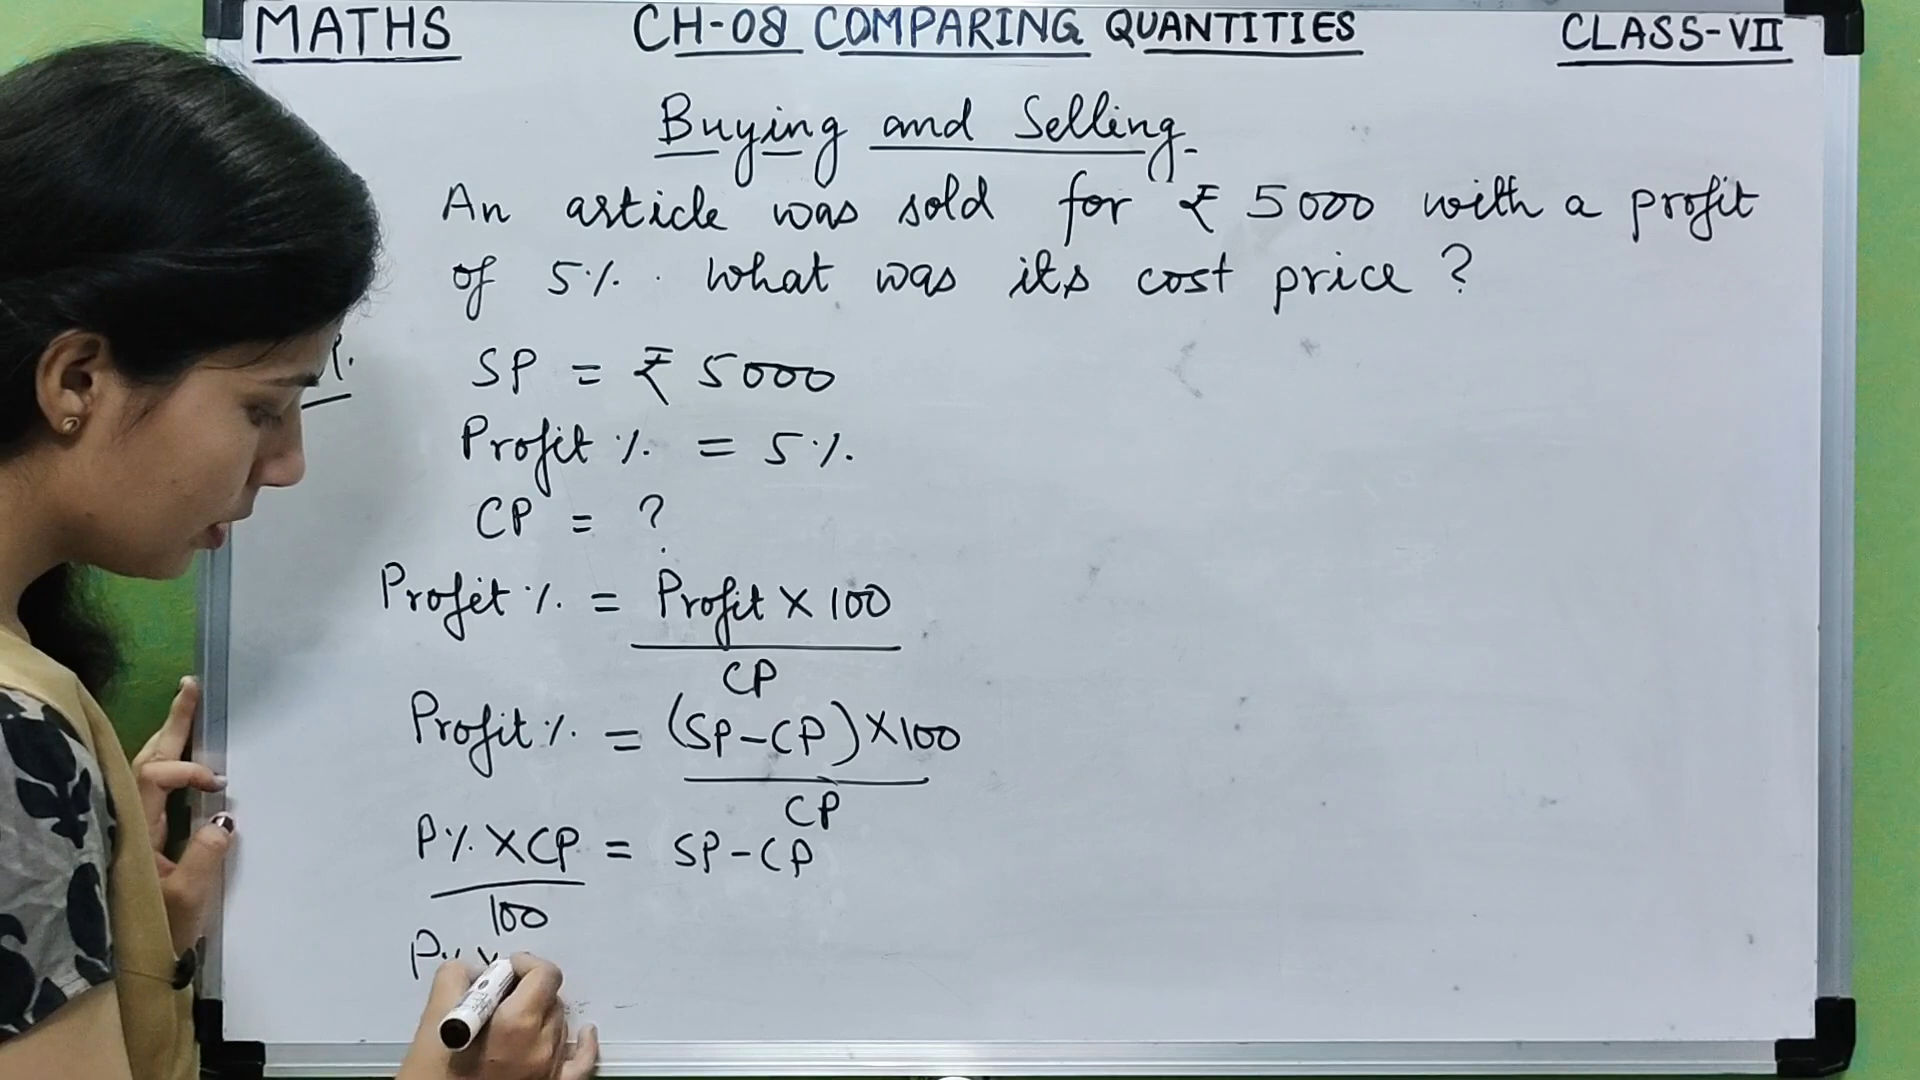 MATHS CH-08 COMPARING QUANTITIES CLASS-VII
Buying and Selling
An article was sold for ₹ 5000 with a profit
of 5%. What was its cost price ?
SP = ₹ 5000
Profit % = 5%.
CP = ?
Profit % = Profit × 100
CP
Profit % = (SP-CP) × 100
CP
P% × CP = SP-CP
100
P% ×